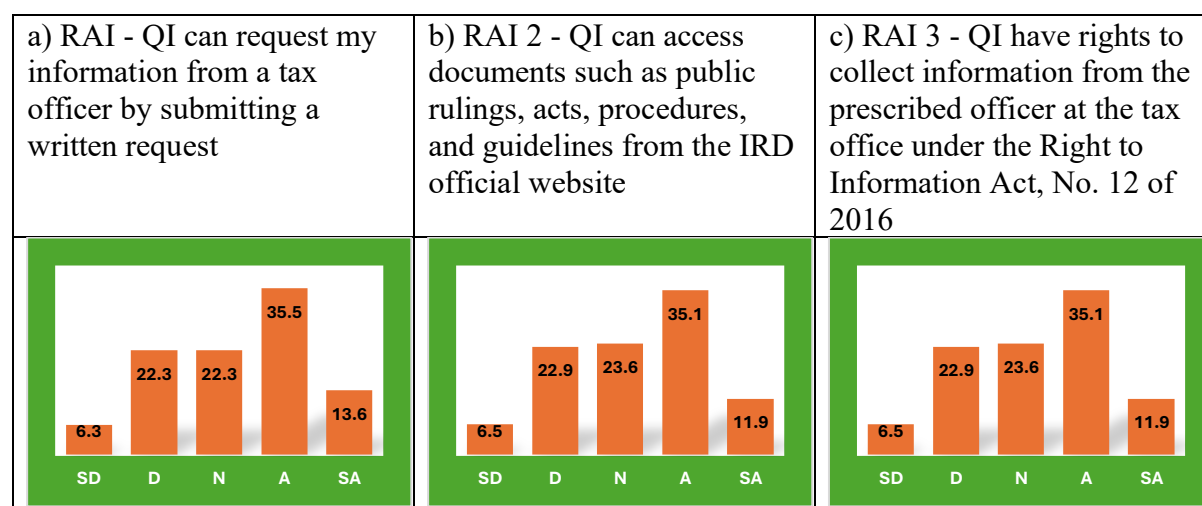 a) RAI - QI can request my
information from a tax
officer by submitting a
written request
b) RAI 2 - QI can access
documents such as public
rulings, acts, procedures,
and guidelines from the IRD
official website
c) RAI 3 - QI have rights to
collect information from the
prescribed officer at the tax
office under the Right to
Information Act, No. 12 of
2016
6.3 22.3 22.3 35.5 13.6
SD D N A SA
6.5 22.9 23.6 35.1 11.9
SD D N A SA
6.5 22.9 23.6 35.1 11.9
SD D N A SA